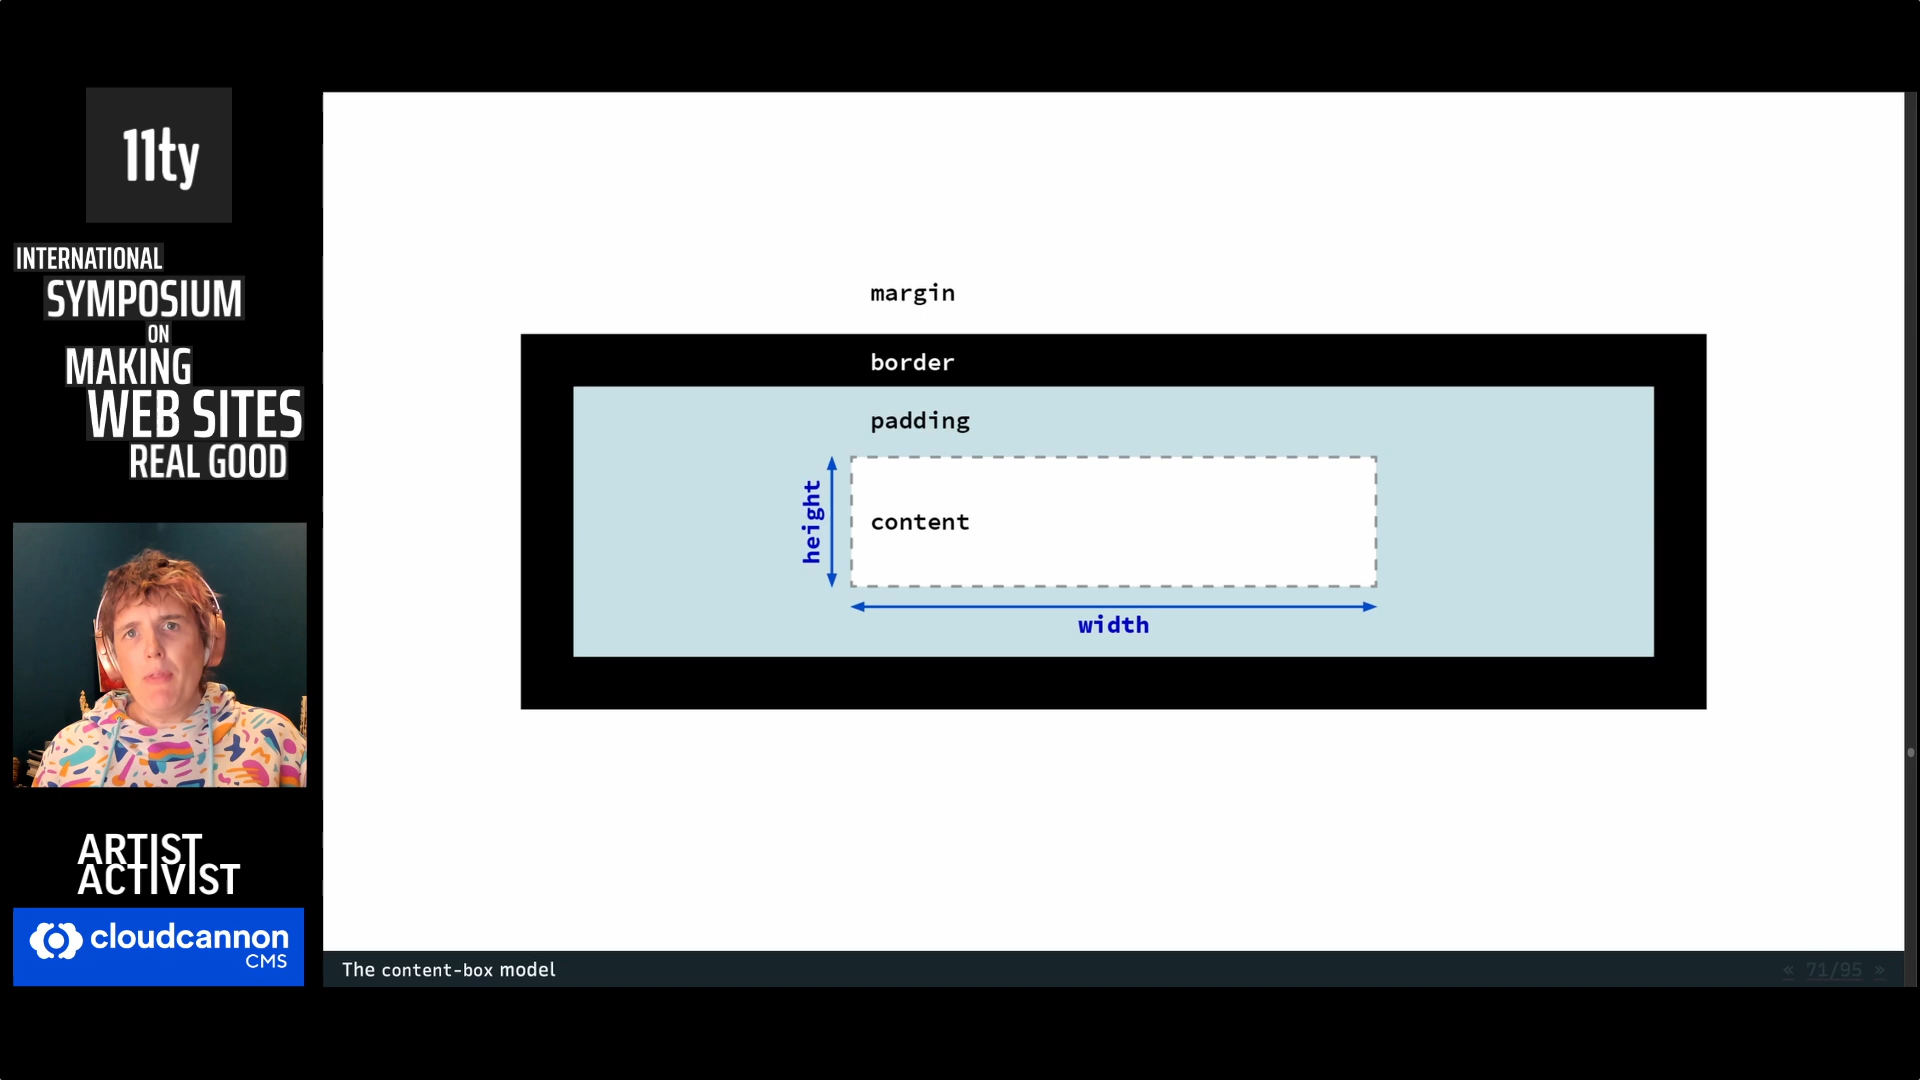 11ty
INTERNATIONAL
SYMPOSIUM
ON
MAKING
WEB SITES
REAL GOOD
ARTIST
ACTIVIST
cloudcannon
CMS
margin
border
padding
height
content
width
The content-box model
« 71/95 »